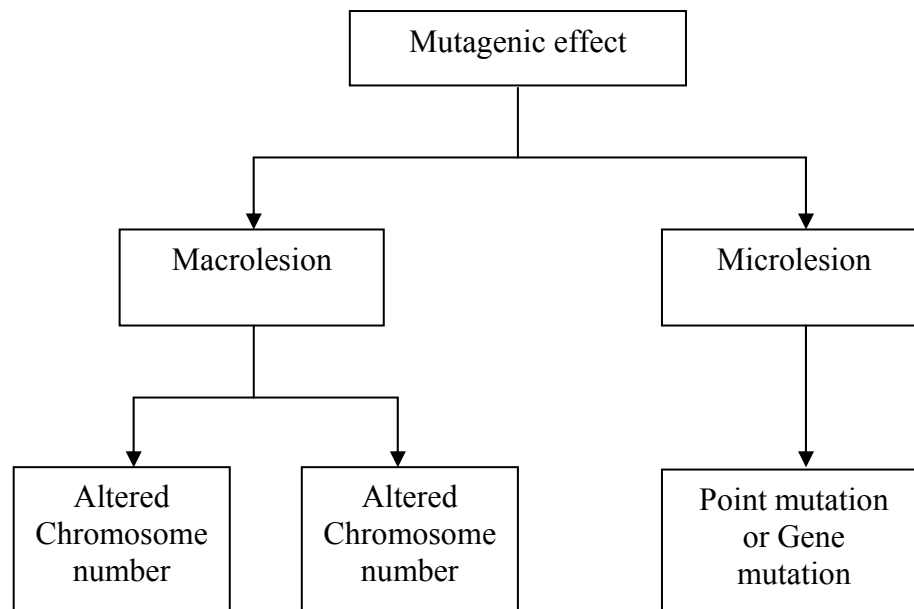 Mutagenic effect
Macrolesion
Microlesion
Altered
Chromosome
number
Altered
Chromosome
number
Point mutation
or Gene
mutation